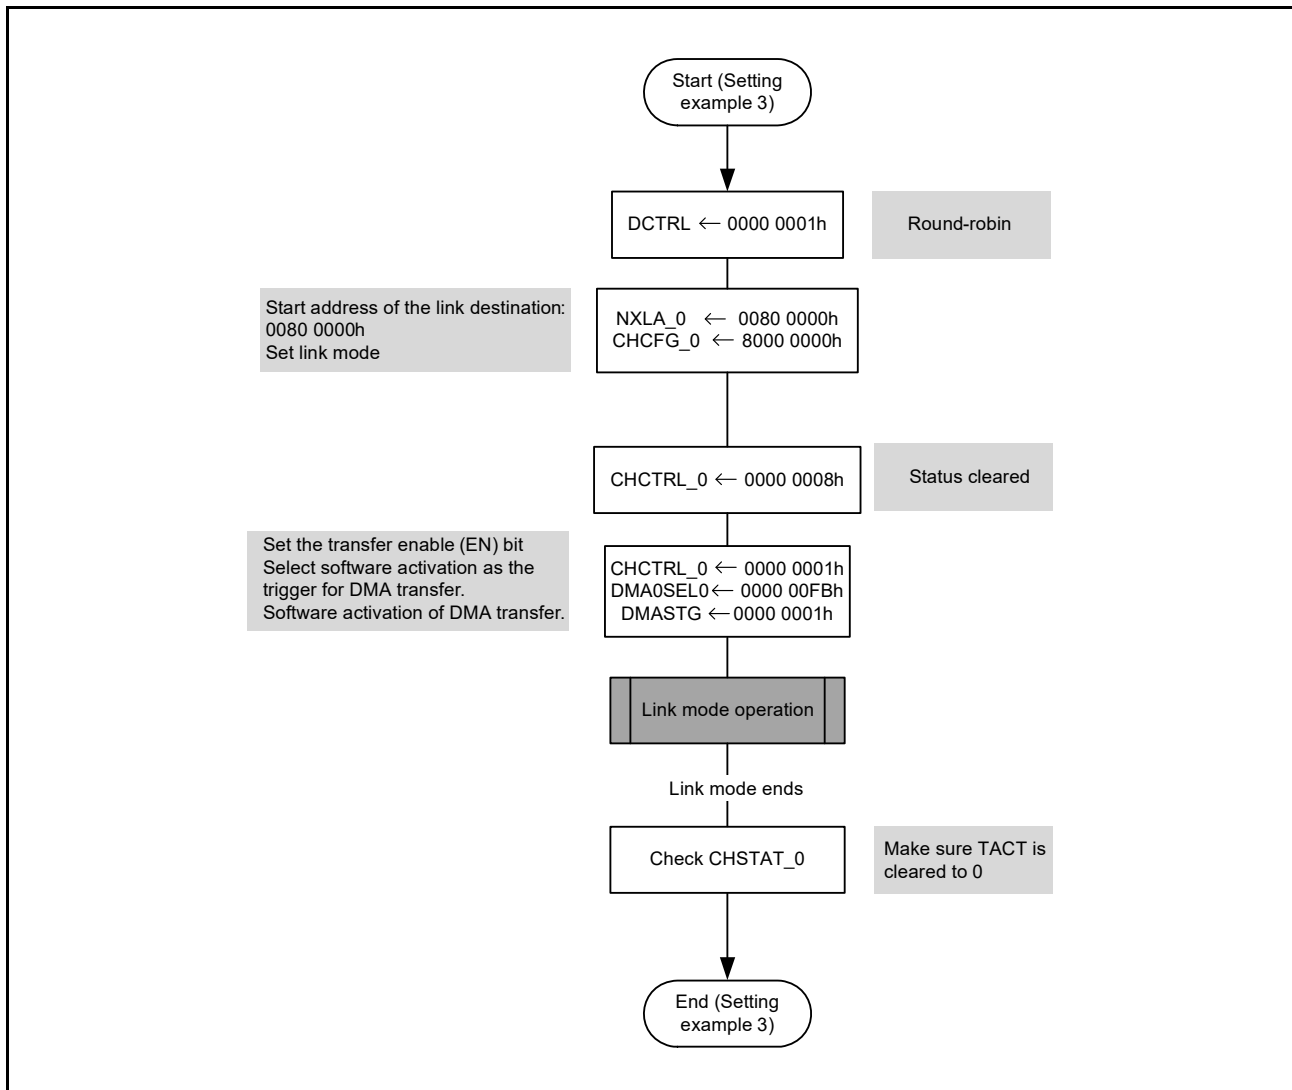 Start (Setting
example 3)
DCTRL ← 0000 0001h
Round-robin
Start address of the link destination:
0080 0000h
Set link mode
NXLA_0 ← 0080 0000h
CHCFG_0 ← 8000 0000h
CHCTRL_0 ← 0000 0008h
Status cleared
Set the transfer enable (EN) bit
Select software activation as the
trigger for DMA transfer.
Software activation of DMA transfer.
CHCTRL_0 ← 0000 0001h
DMA0SEL0 ← 0000 00FBh
DMASTG ← 0000 0001h
Link mode operation
Link mode ends
Check CHSTAT_0
Make sure TACT is
cleared to 0
End (Setting
example 3)